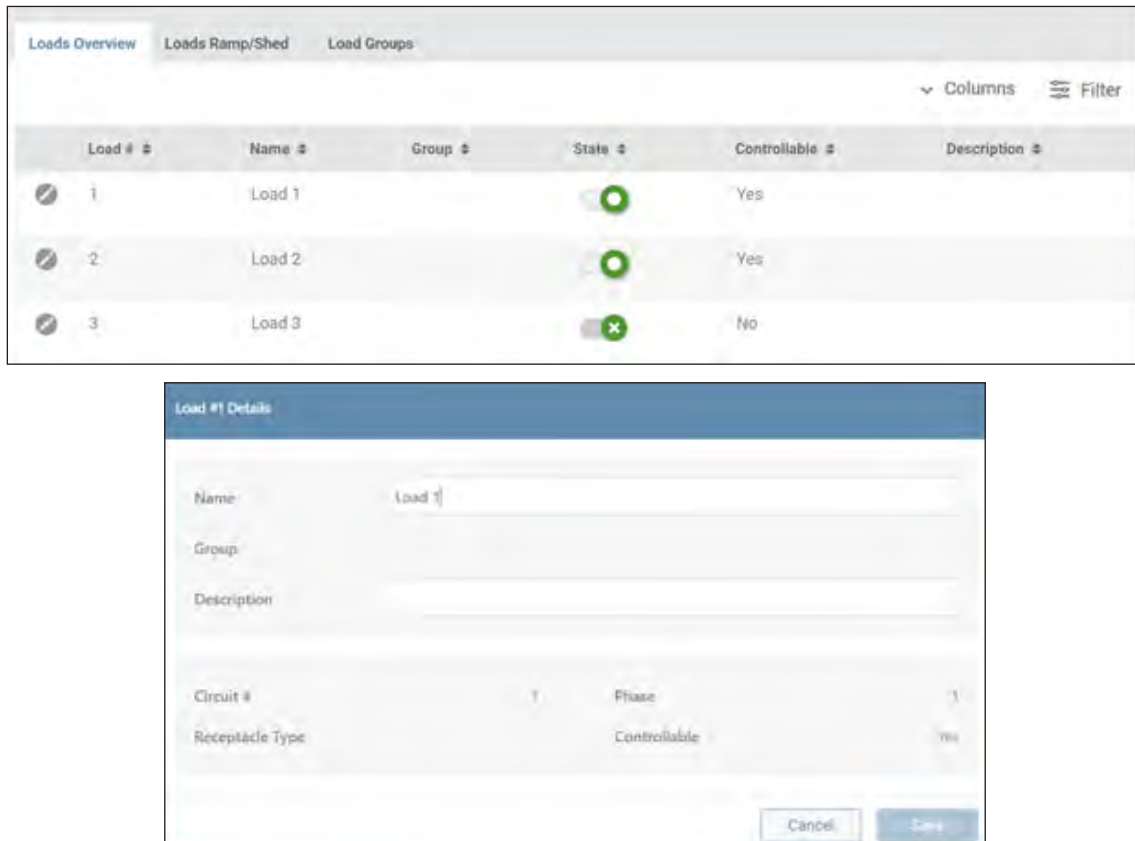 Loads Overview Loads Ramp/Shed Load Groups
Columns Filter
Load # Name Group State Controllable Description
1 Load 1 Yes
2 Load 2 Yes
3 Load 3 No
Load #1 Details
Name Load 1
Group
Description
Circuit # 1 Phase 1
Receptacle Type Controllable Yes
Cancel Save